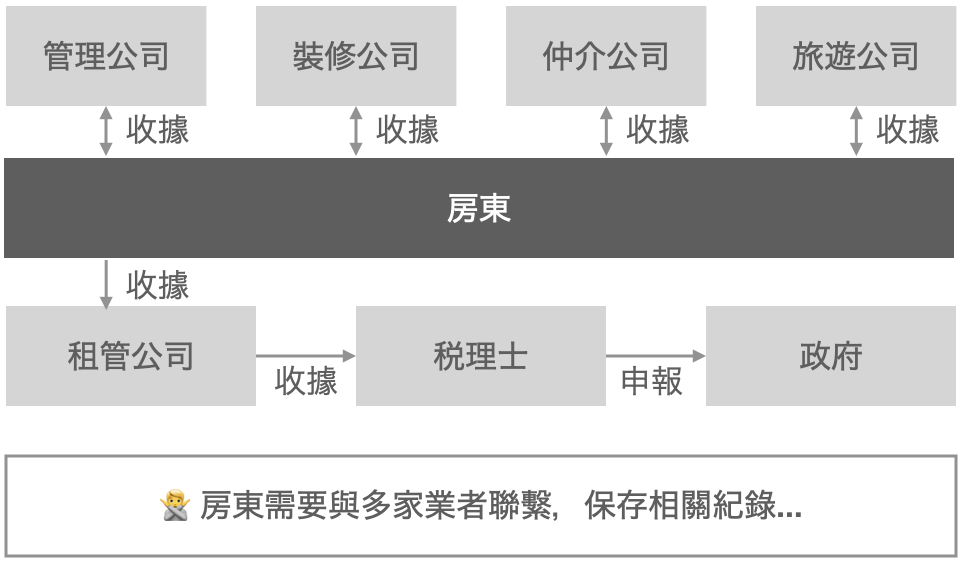 管理公司
裝修公司
仲介公司
旅遊公司
收據
收據
收據
收據
房東
收據
租管公司
收據
税理士
申報
政府
🙅 房東需要與多家業者聯繫，保存相關紀錄...